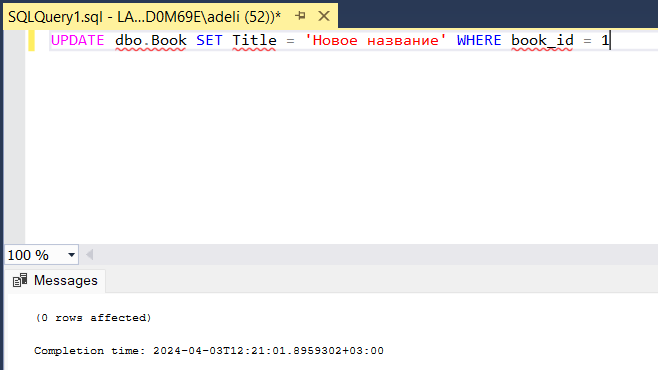 SQLQuery1.sql - LA...D0M69E\adeli (52))*
UPDATE dbo.Book SET Title = 'Новое название' WHERE book_id = 1
100 %
Messages
(0 rows affected)
Completion time: 2024-04-03T12:21:01.8959302+03:00